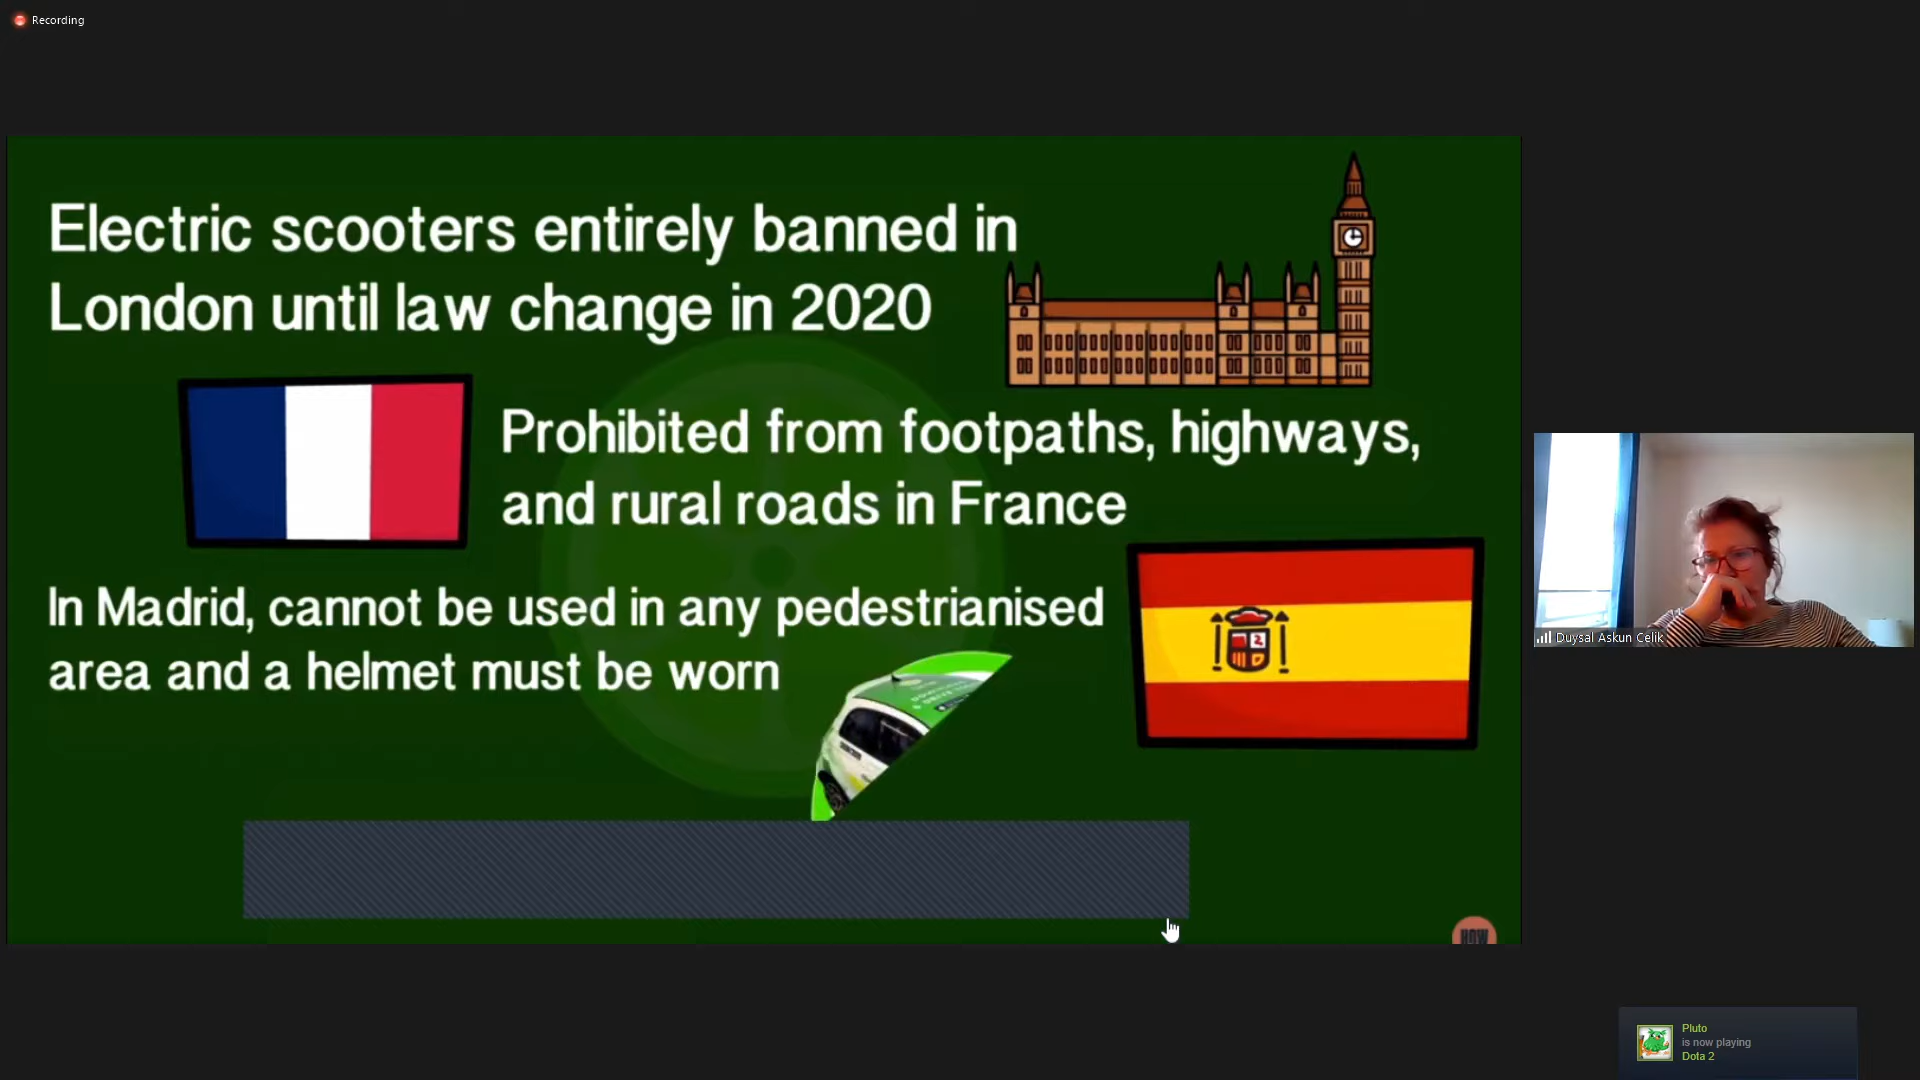 Recording
Electric scooters entirely banned in
London until law change in 2020
Prohibited from footpaths, highways,
and rural roads in France
In Madrid, cannot be used in any pedestrianised
area and a helmet must be worn
Duysal Askun Celik
HOW
Pluto
is now playing
Dota 2